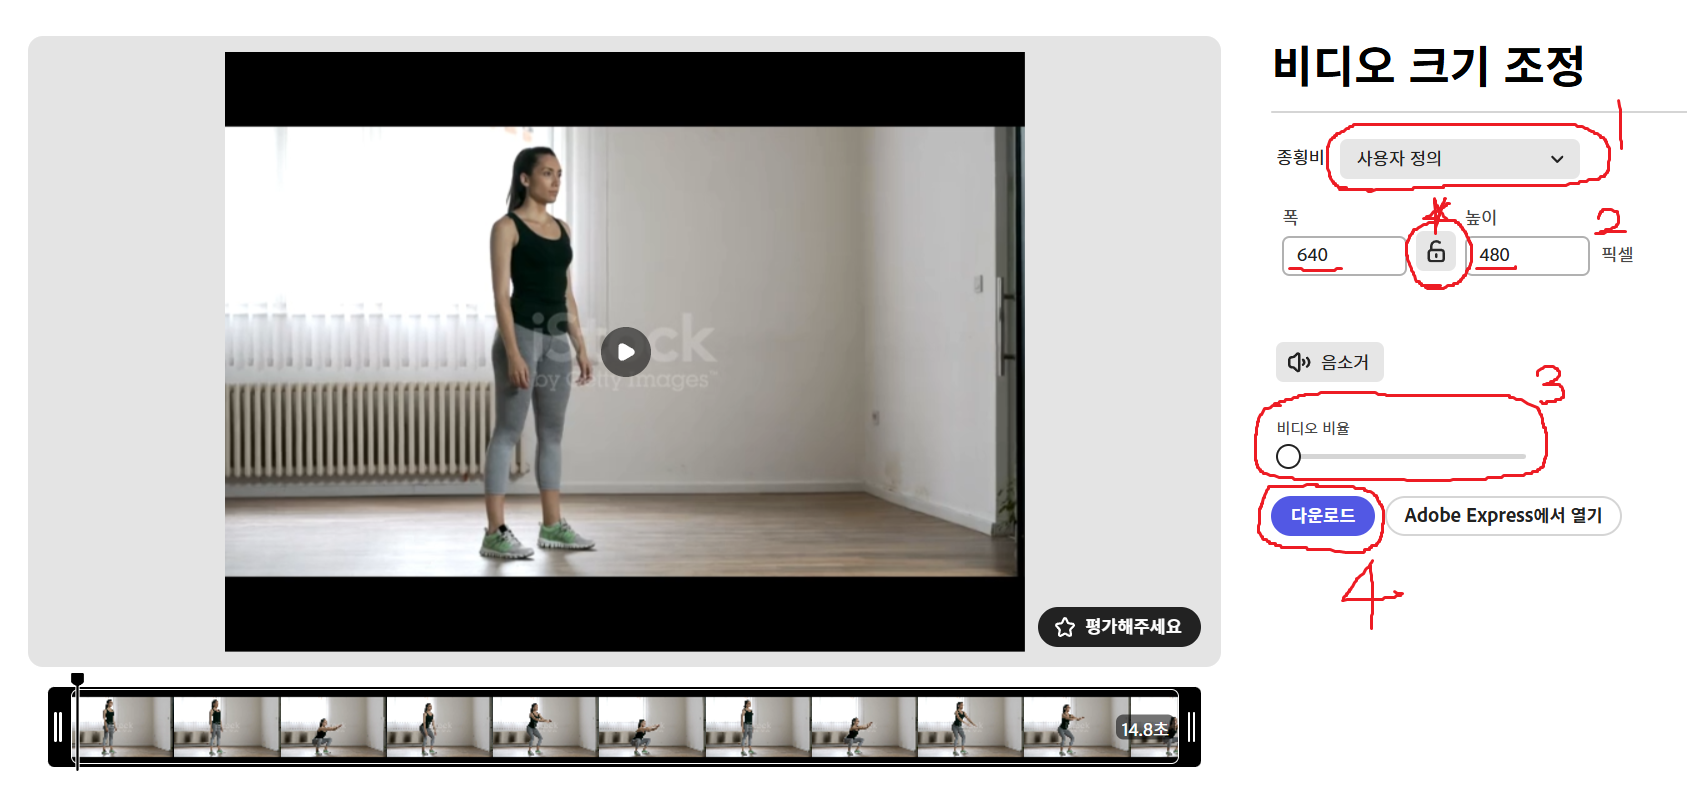 비디오 크기 조정
1
종횡비 사용자 정의
*
폭 높이 2
640 480 픽셀
iStock
by Getty Images™
음소거
3
비디오 비율
다운로드 Adobe Express에서 열기
4
평가해주세요
14.8초